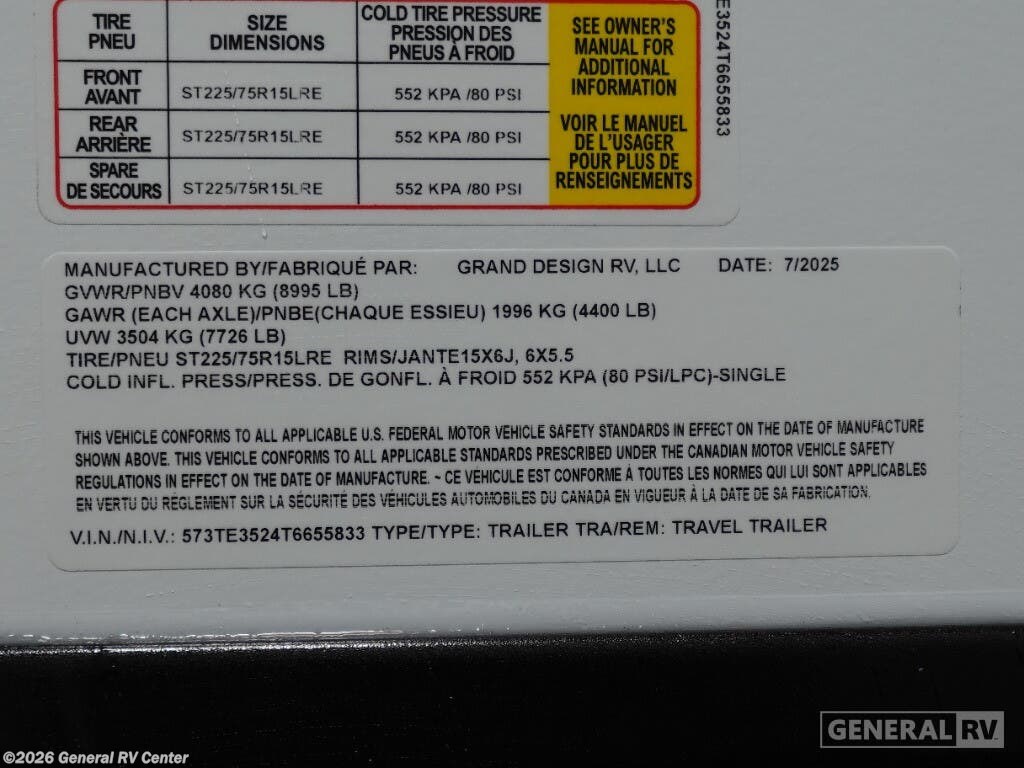 TIRE
PNEU
SIZE
DIMENSIONS
COLD TIRE PRESSURE
PRESSION DES
PNEUS À FROID
SEE OWNER'S
MANUAL FOR
ADDITIONAL
INFORMATION
VOIR LE MANUEL
DE L'USAGER
POUR PLUS DE
RENSEIGNEMENTS
FRONT
AVANT
ST225/75R15LRE
552 KPA /80 PSI
REAR
ARRIÈRE
ST225/75R15LRE
552 KPA /80 PSI
SPARE
DE SECOURS
ST225/75R15LRE
552 KPA /80 PSI
TE3524T6655833
MANUFACTURED BY/FABRIQUÉ PAR: GRAND DESIGN RV, LLC DATE: 7/2025
GVWR/PNBV 4080 KG (8995 LB)
GAWR (EACH AXLE)/PNBE(CHAQUE ESSIEU) 1996 KG (4400 LB)
UVW 3504 KG (7726 LB)
TIRE/PNEU ST225/75R15LRE RIMS/JANTE15X6J, 6X5.5
COLD INFL. PRESS/PRESS. DE GONFL. À FROID 552 KPA (80 PSI/LPC)-SINGLE
THIS VEHICLE CONFORMS TO ALL APPLICABLE U.S. FEDERAL MOTOR VEHICLE SAFETY STANDARDS IN EFFECT ON THE DATE OF MANUFACTURE
SHOWN ABOVE. THIS VEHICLE CONFORMS TO ALL APPLICABLE STANDARDS PRESCRIBED UNDER THE CANADIAN MOTOR VEHICLE SAFETY
REGULATIONS IN EFFECT ON THE DATE OF MANUFACTURE. ~ CE VÉHICULE EST CONFORME À TOUTES LES NORMES QUI LUI SONT APPLICABLES
EN VERTU DU RÉGLEMENT SUR LA SÉCURITÉ DES VÉHICULES AUTOMOBILES DU CANADA EN VIGUEUR À LA DATE DE SA FABRICATION.
V.I.N./N.I.V.: 573TE3524T6655833 TYPE/TYPE: TRAILER TRA/REM: TRAVEL TRAILER
GENERAL RV
©2026 General RV Center